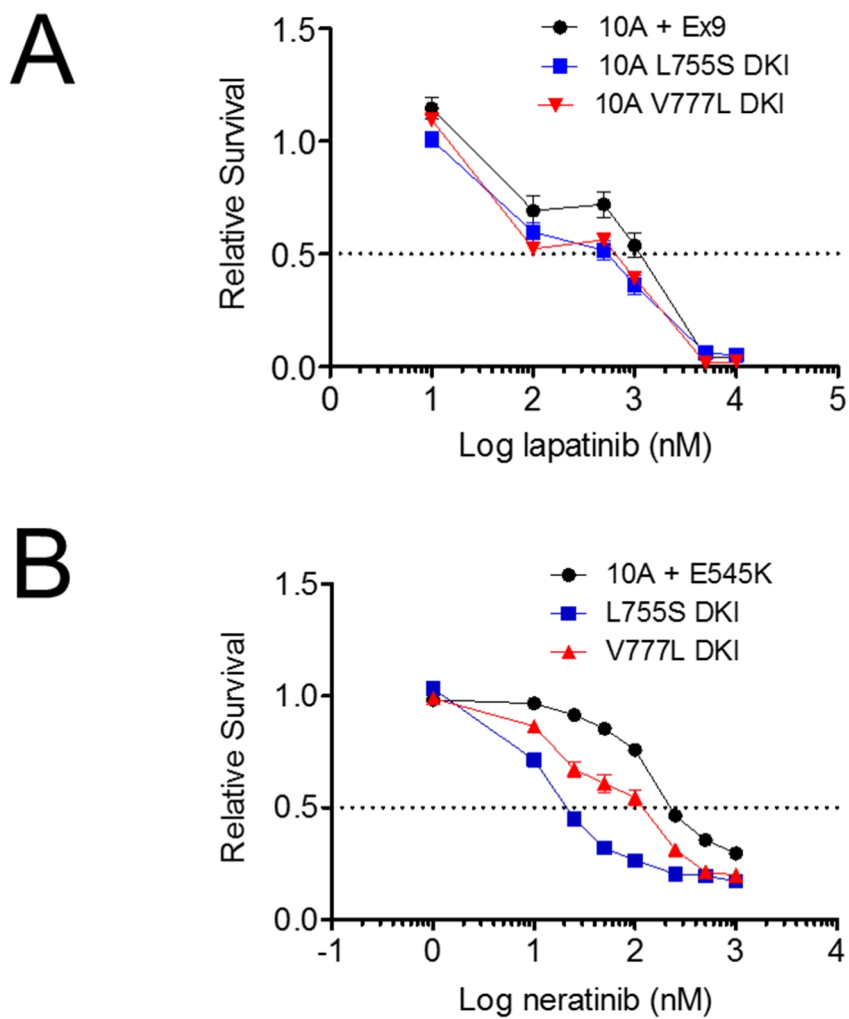 A
1.5
1.0
0.5
0.0
Relative Survival
10A + Ex9
10A L755S DKI
10A V777L DKI
0 1 2 3 4 5
Log lapatinib (nM)
B
1.5
1.0
0.5
0.0
Relative Survival
10A + E545K
L755S DKI
V777L DKI
-1 0 1 2 3 4
Log neratinib (nM)